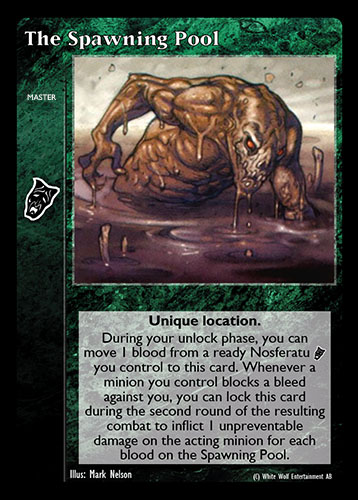 The Spawning Pool
MASTER
Unique location.
During your unlock phase, you can
move 1 blood from a ready Nosferatu
you control to this card. Whenever a
minion you control blocks a bleed
against you, you can lock this card
during the second round of the resulting
combat to inflict 1 unpreventable
damage on the acting minion for each
blood on the Spawning Pool.
Illus: Mark Nelson
(C) White Wolf Entertainment AB